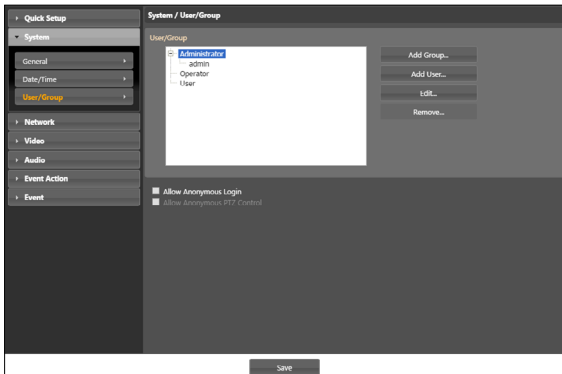 Quick Setup
System
General
Date/Time
User/Group
Network
Video
Audio
Event Action
Event
System / User/Group
User/Group
Administrator
admin
Operator
User
Add Group...
Add User...
Edit...
Remove...
Allow Anonymous Login
Allow Anonymous PTZ Control
Save